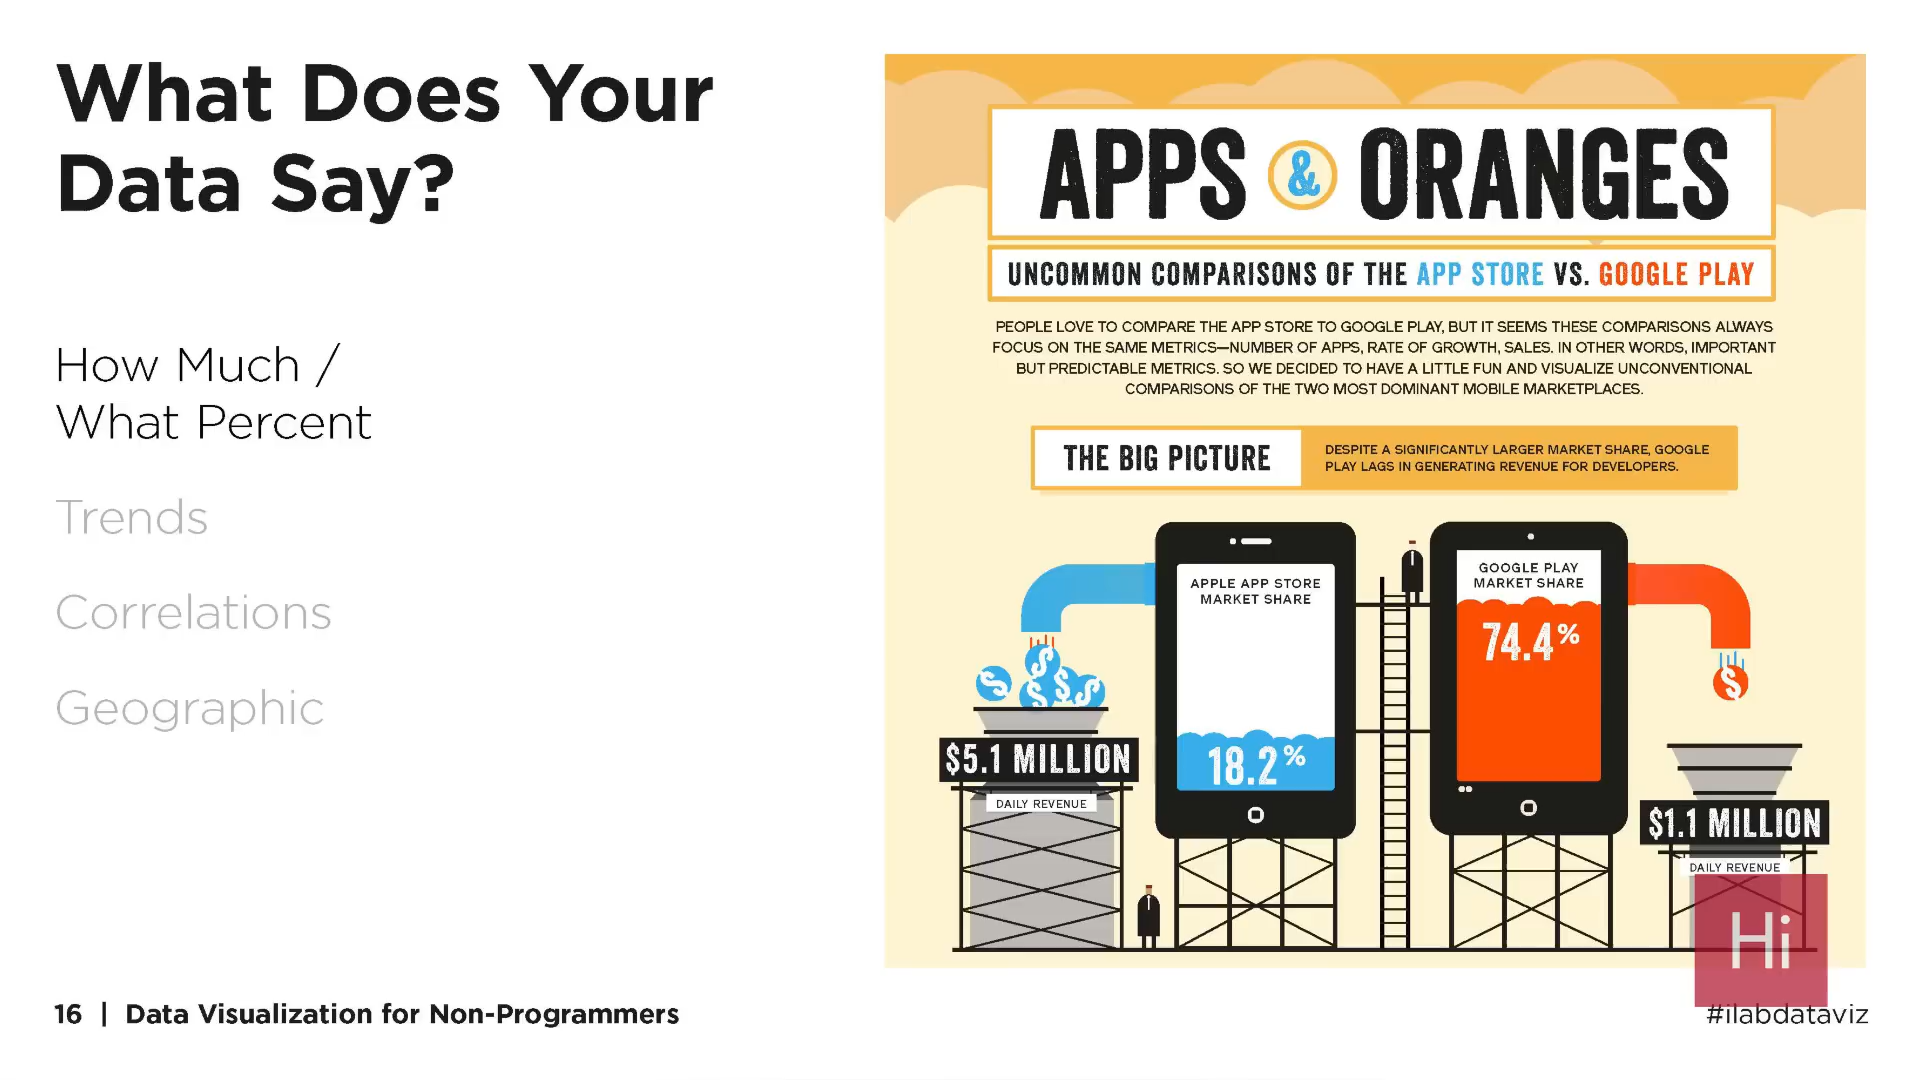 What Does Your
Data Say?
How Much /
What Percent
Trends
Correlations
Geographic
APPS & ORANGES
UNCOMMON COMPARISONS OF THE APP STORE VS. GOOGLE PLAY
PEOPLE LOVE TO COMPARE THE APP STORE TO GOOGLE PLAY, BUT IT SEEMS THESE COMPARISONS ALWAYS
FOCUS ON THE SAME METRICS—NUMBER OF APPS, RATE OF GROWTH, SALES. IN OTHER WORDS, IMPORTANT
BUT PREDICTABLE METRICS. SO WE DECIDED TO HAVE A LITTLE FUN AND VISUALIZE UNCONVENTIONAL
COMPARISONS OF THE TWO MOST DOMINANT MOBILE MARKETPLACES.
THE BIG PICTURE
DESPITE A SIGNIFICANTLY LARGER MARKET SHARE, GOOGLE
PLAY LAGS IN GENERATING REVENUE FOR DEVELOPERS.
APPLE APP STORE
MARKET SHARE
18.2%
GOOGLE PLAY
MARKET SHARE
74.4%
$ $ $ $ $
$5.1 MILLION
DAILY REVENUE
$
$1.1 MILLION
DAILY REVENUE
Hi
16 | Data Visualization for Non-Programmers
#ilabdataviz